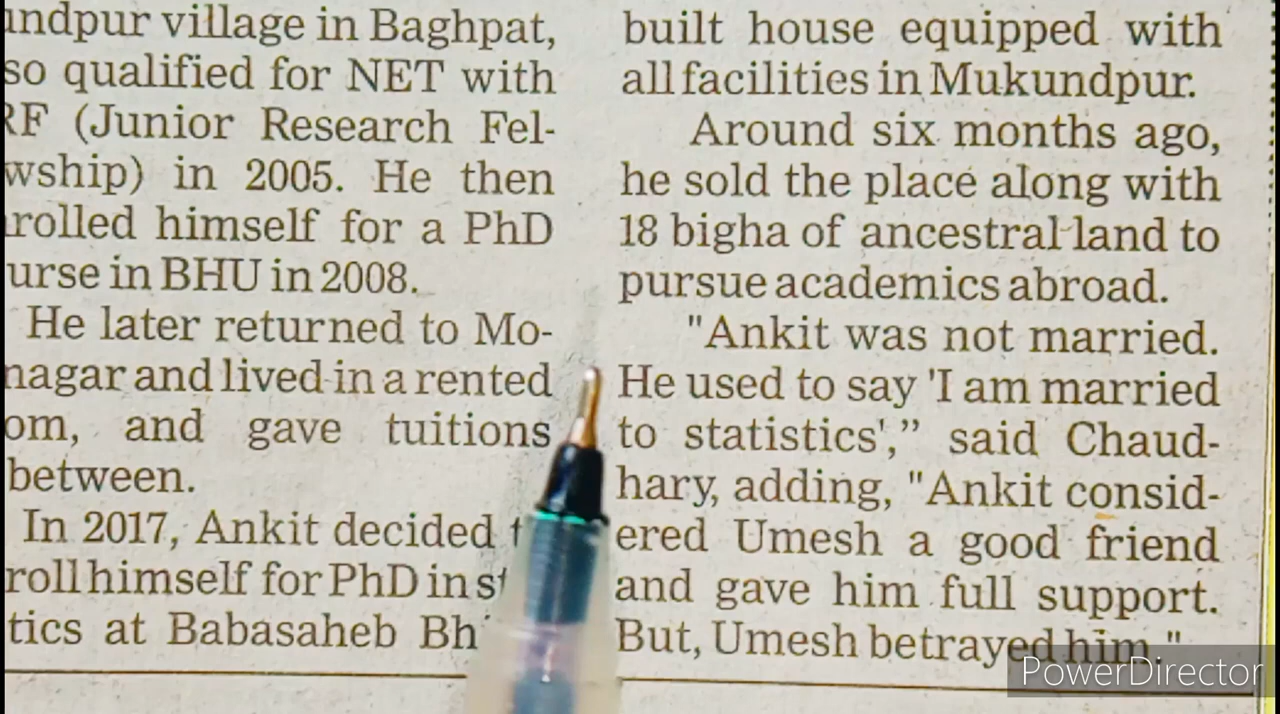 undpur village in Baghpat,
so qualified for NET with
RF (Junior Research Fel-
wship) in 2005. He then
rolled himself for a PhD
urse in BHU in 2008.
He later returned to Mo-
nagar and lived in a rented
om, and gave tuitions
between.
In 2017, Ankit decided t
roll himself for PhD in st
tics at Babasaheb Bh
built house equipped with
all facilities in Mukundpur.
Around six months ago,
he sold the place along with
18 bigha of ancestral land to
pursue academics abroad.
"Ankit was not married.
He used to say 'I am married
to statistics'," said Chaud-
hary, adding, "Ankit consid-
ered Umesh a good friend
and gave him full support.
But, Umesh betrayed him."
PowerDirector